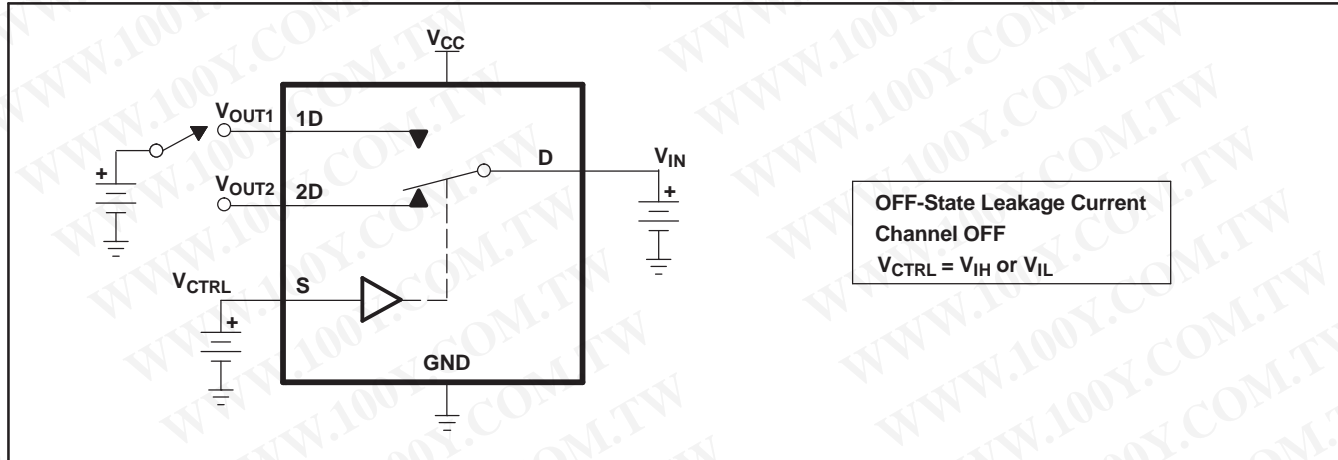 VCC
VOUT1 1D
D VIN
+
VOUT2 2D
+
OFF-State Leakage Current
Channel OFF
VCTRL = VIH or VIL
VCTRL S
+
GND
WWW.100Y.COM.TW